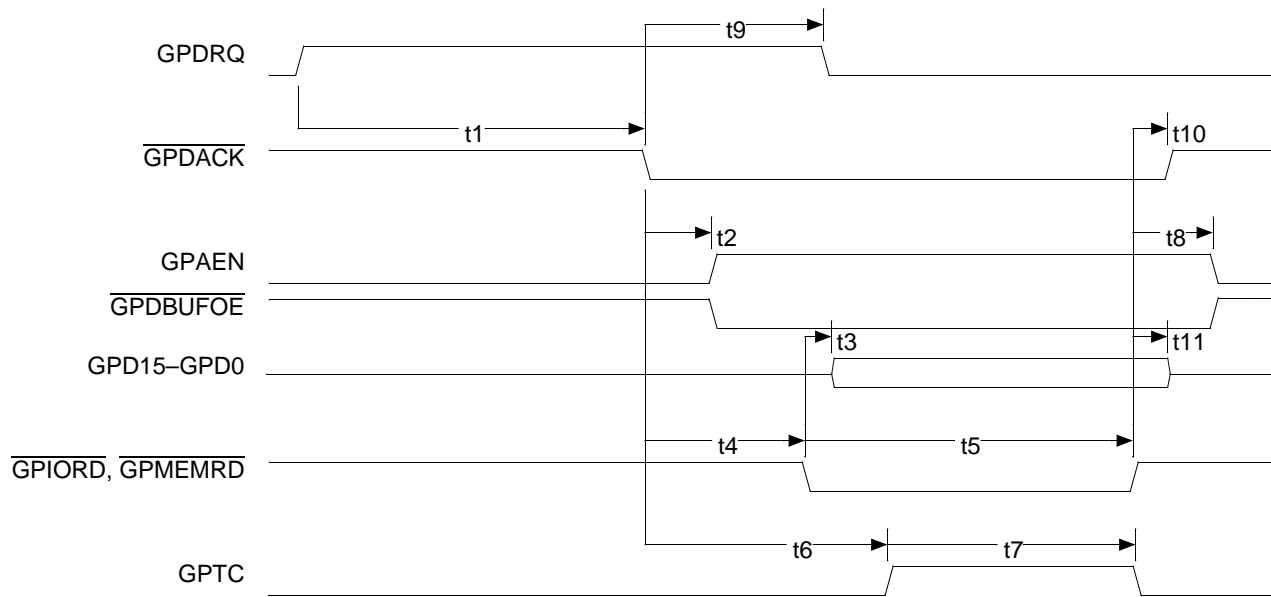 t9
GPDRQ
t1
t10
GPDACK
t2
t8
GPAEN
GPDBUFOE
t3
t11
GPD15–GPD0
t4
t5
GPIORD, GPMEMRD
t6
t7
GPTC